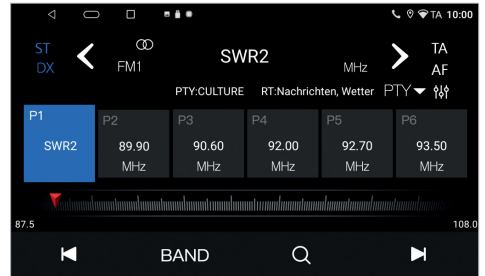 TA 10:00
ST SWR2 TA
DX FM1 MHz AF
PTY:CULTURE RT:Nachrichten, Wetter PTY
P1 P2 P3 P4 P5 P6
SWR2 89.90 90.60 92.00 92.70 93.50
MHz MHz MHz MHz MHz
87.5 108.0
BAND